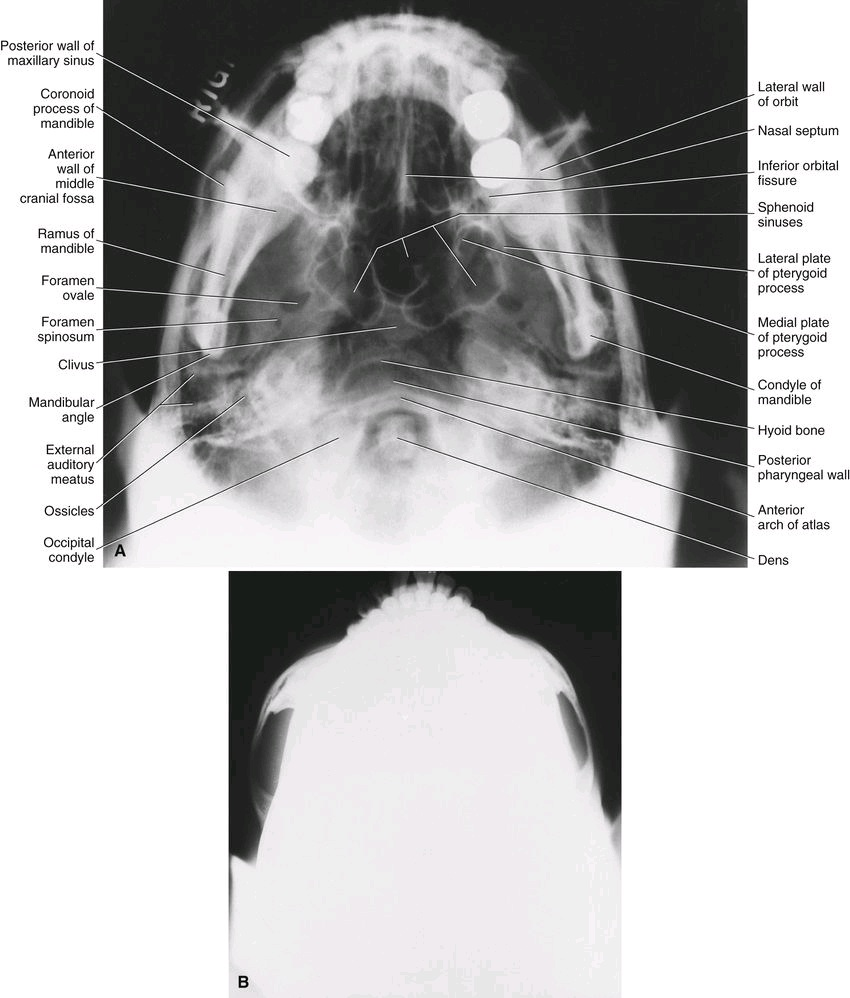 Posterior wall of
maxillary sinus
Coronoid
process of
mandible
Anterior
wall of
middle
cranial fossa
Ramus of
mandible
Foramen
ovale
Foramen
spinosum
Clivus
Mandibular
angle
External
auditory
meatus
Ossicles
Occipital
condyle
A
Lateral wall
of orbit
Nasal septum
Inferior orbital
fissure
Sphenoid
sinuses
Lateral plate
of pterygoid
process
Medial plate
of pterygoid
process
Condyle of
mandible
Hyoid bone
Posterior
pharyngeal wall
Anterior
arch of atlas
Dens
B